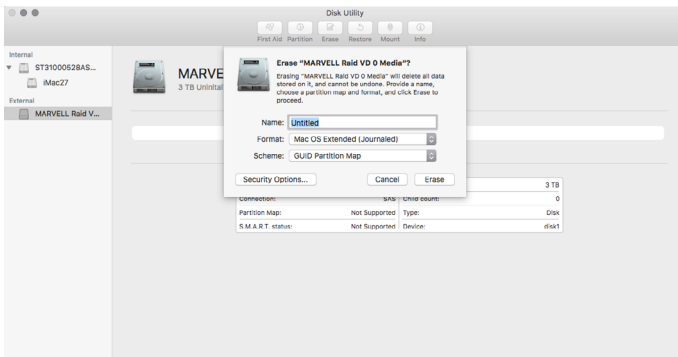 Disk Utility
First Aid Partition Erase Restore Mount Info
Internal
ST31000528AS...
iMac27
External
MARVELL Raid V...
MARVE
3 TB Uninital
Erase "MARVELL Raid VD 0 Media"?
Erasing "MARVELL Raid VD 0 Media" will delete all data
stored on it, and cannot be undone. Provide a name,
choose a partition map and format, and click Erase to
proceed.
Name: Untitled
Format: Mac OS Extended (Journaled)
Scheme: GUID Partition Map
Security Options... Cancel Erase
3 TB
Connection: SAS Child count: 0
Partition Map: Not Supported Type: Disk
S.M.A.R.T. status: Not Supported Device: disk1